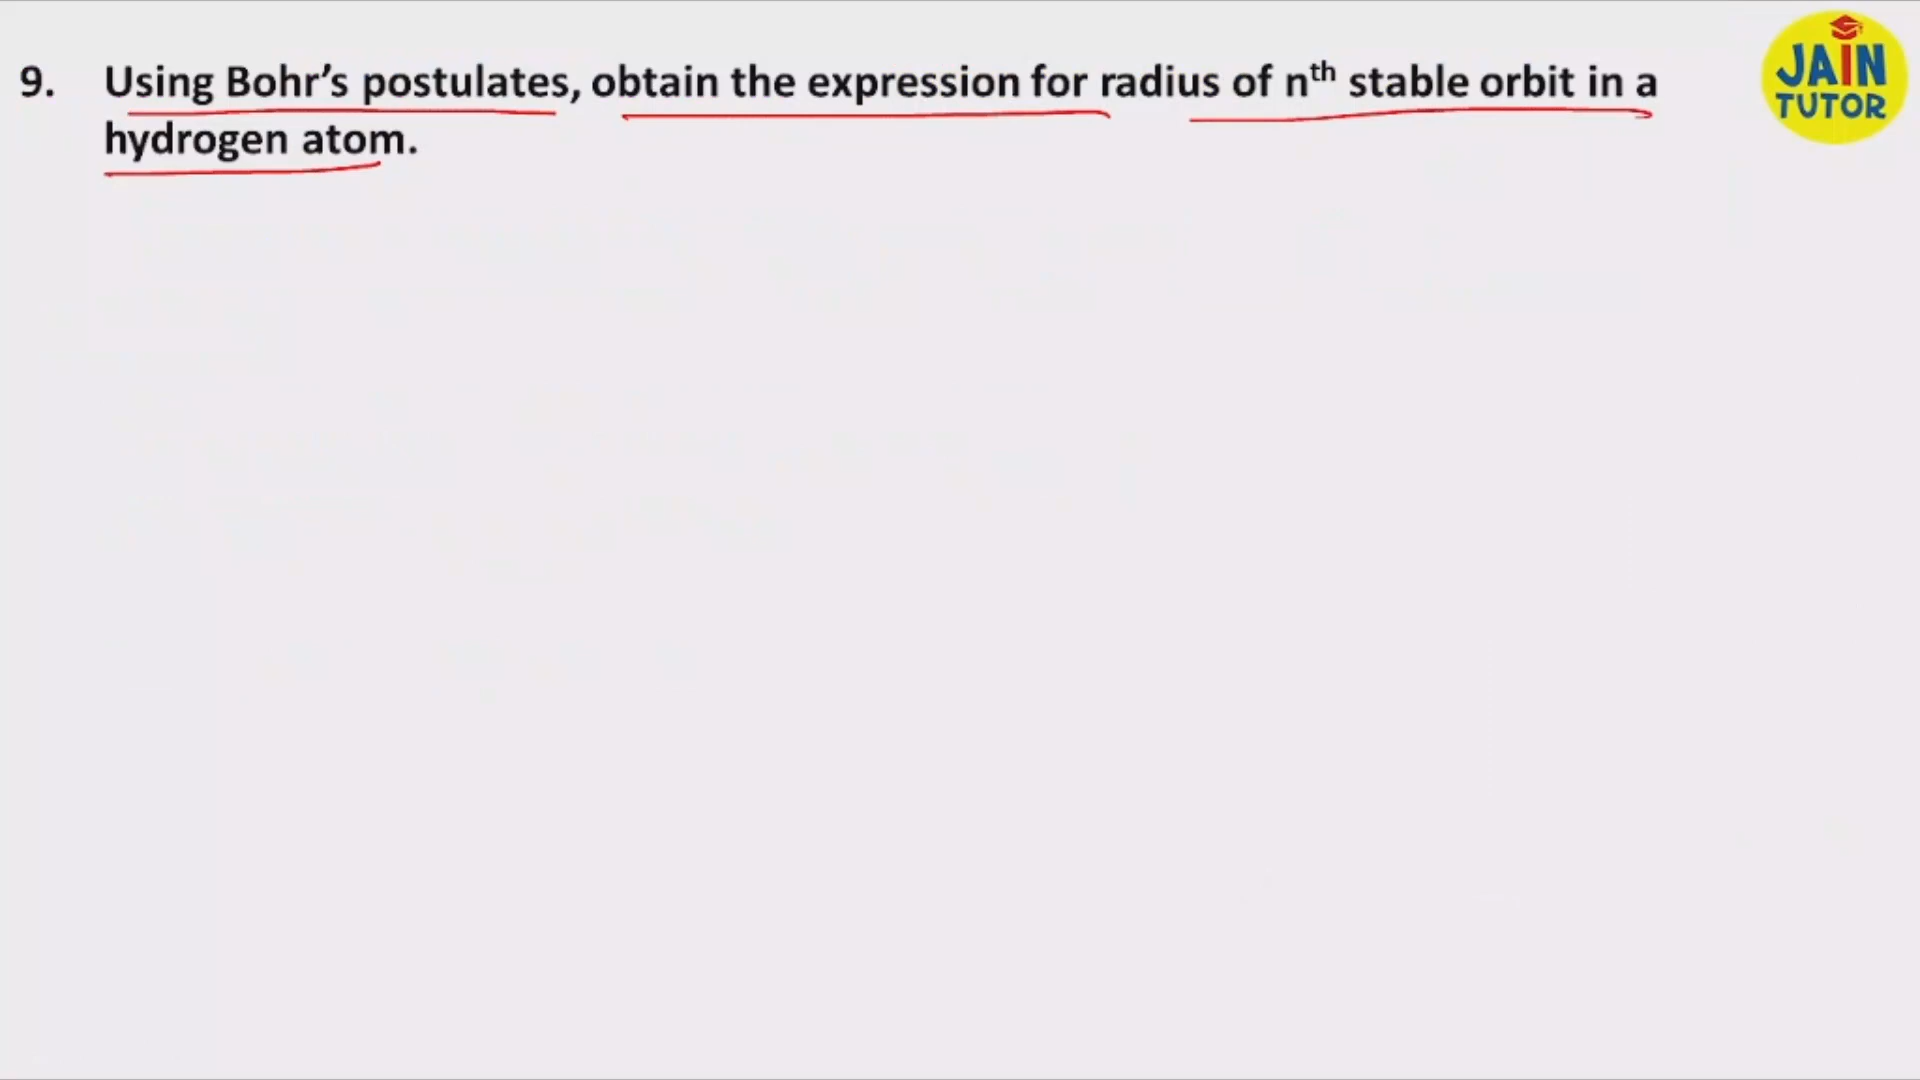 9. Using Bohr’s postulates, obtain the expression for radius of nth stable orbit in a
hydrogen atom.
JAIN
TUTOR